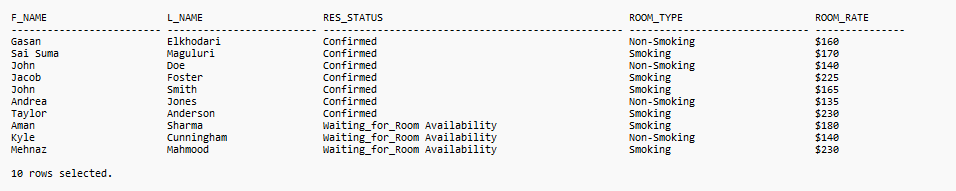 F_NAME L_NAME RES_STATUS ROOM_TYPE ROOM_RATE
------------------------- ------------------------- -------------------------------------------------- ------------------------------ ---------------
Gasan Elkhodari Confirmed Non-Smoking $160
Sai Suma Maguluri Confirmed Smoking $170
John Doe Confirmed Non-Smoking $140
Jacob Foster Confirmed Smoking $225
John Smith Confirmed Smoking $165
Andrea Jones Confirmed Non-Smoking $135
Taylor Anderson Confirmed Smoking $230
Aman Sharma Waiting_for_Room Availability Smoking $180
Kyle Cunningham Waiting_for_Room Availability Non-Smoking $140
Mehnaz Mahmood Waiting_for_Room Availability Smoking $230
10 rows selected.